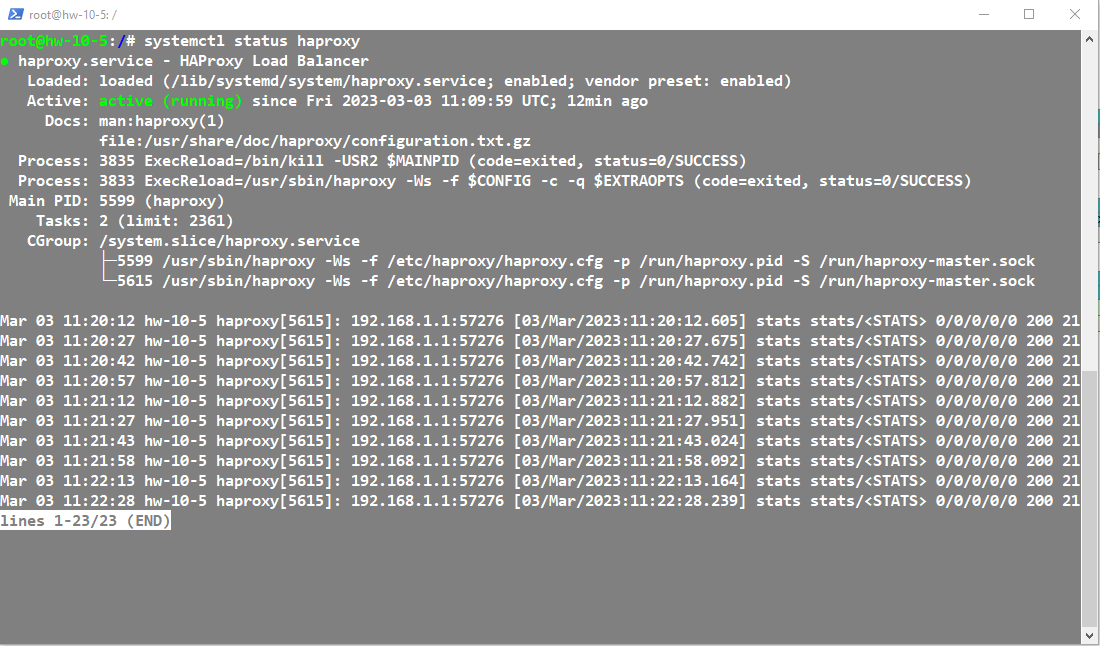 root@hw-10-5: /
root@hw-10-5:/# systemctl status haproxy
● haproxy.service - HAProxy Load Balancer
   Loaded: loaded (/lib/systemd/system/haproxy.service; enabled; vendor preset: enabled)
   Active: active (running) since Fri 2023-03-03 11:09:59 UTC; 12min ago
     Docs: man:haproxy(1)
           file:/usr/share/doc/haproxy/configuration.txt.gz
  Process: 3835 ExecReload=/bin/kill -USR2 $MAINPID (code=exited, status=0/SUCCESS)
  Process: 3833 ExecReload=/usr/sbin/haproxy -Ws -f $CONFIG -c -q $EXTRAOPTS (code=exited, status=0/SUCCESS)
 Main PID: 5599 (haproxy)
    Tasks: 2 (limit: 2361)
   CGroup: /system.slice/haproxy.service
           ├─5599 /usr/sbin/haproxy -Ws -f /etc/haproxy/haproxy.cfg -p /run/haproxy.pid -S /run/haproxy-master.sock
           └─5615 /usr/sbin/haproxy -Ws -f /etc/haproxy/haproxy.cfg -p /run/haproxy.pid -S /run/haproxy-master.sock
Mar 03 11:20:12 hw-10-5 haproxy[5615]: 192.168.1.1:57276 [03/Mar/2023:11:20:12.605] stats stats/<STATS> 0/0/0/0/0 200 21
Mar 03 11:20:27 hw-10-5 haproxy[5615]: 192.168.1.1:57276 [03/Mar/2023:11:20:27.675] stats stats/<STATS> 0/0/0/0/0 200 21
Mar 03 11:20:42 hw-10-5 haproxy[5615]: 192.168.1.1:57276 [03/Mar/2023:11:20:42.742] stats stats/<STATS> 0/0/0/0/0 200 21
Mar 03 11:20:57 hw-10-5 haproxy[5615]: 192.168.1.1:57276 [03/Mar/2023:11:20:57.812] stats stats/<STATS> 0/0/0/0/0 200 21
Mar 03 11:21:12 hw-10-5 haproxy[5615]: 192.168.1.1:57276 [03/Mar/2023:11:21:12.882] stats stats/<STATS> 0/0/0/0/0 200 21
Mar 03 11:21:27 hw-10-5 haproxy[5615]: 192.168.1.1:57276 [03/Mar/2023:11:21:27.951] stats stats/<STATS> 0/0/0/0/0 200 21
Mar 03 11:21:43 hw-10-5 haproxy[5615]: 192.168.1.1:57276 [03/Mar/2023:11:21:43.024] stats stats/<STATS> 0/0/0/0/0 200 21
Mar 03 11:21:58 hw-10-5 haproxy[5615]: 192.168.1.1:57276 [03/Mar/2023:11:21:58.092] stats stats/<STATS> 0/0/0/0/0 200 21
Mar 03 11:22:13 hw-10-5 haproxy[5615]: 192.168.1.1:57276 [03/Mar/2023:11:22:13.164] stats stats/<STATS> 0/0/0/0/0 200 21
Mar 03 11:22:28 hw-10-5 haproxy[5615]: 192.168.1.1:57276 [03/Mar/2023:11:22:28.239] stats stats/<STATS> 0/0/0/0/0 200 21
lines 1-23/23 (END)